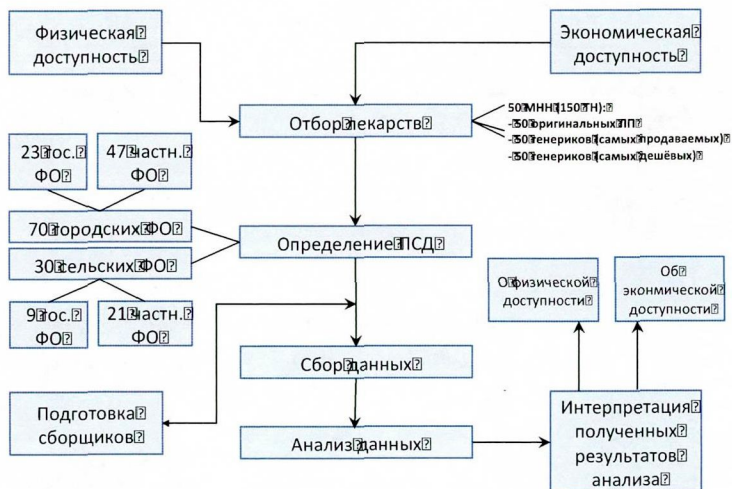 Физическая
доступность
Экономическая
доступность
Отбор лекарств
50 МНН (150 ТН):
- 50 оригинальных ЛП
- 50 генериков (самых продаваемых)
- 50 генериков (самых дешёвых)
23 гос.
ФО
47 частн.
ФО
70 городских ФО
30 сельских ФО
9 гос.
ФО
21 частн.
ФО
Определение ПСД
О физической
доступности
Об
эконмической
доступности
Сбор данных
Подготовка
сборщиков
Анализ данных
Интерпретация
полученных
результатов
анализа